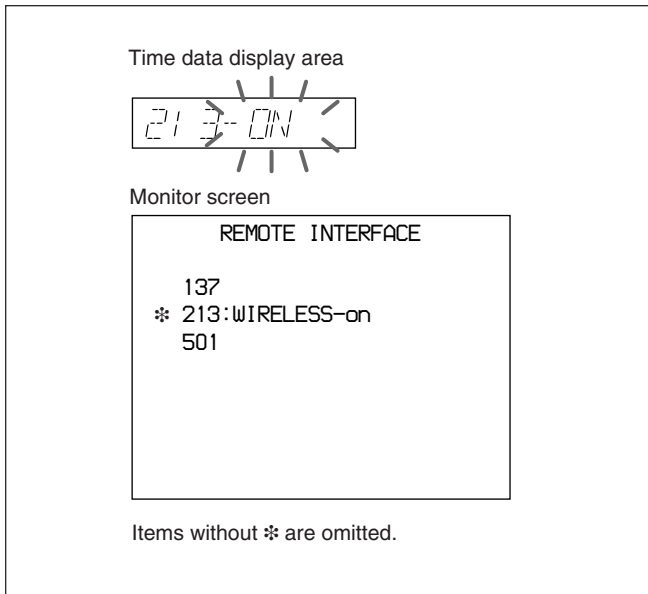 Time data display area
213-ON
Monitor screen
REMOTE INTERFACE
137
✻ 213:WIRELESS-on
501
Items without ✻ are omitted.